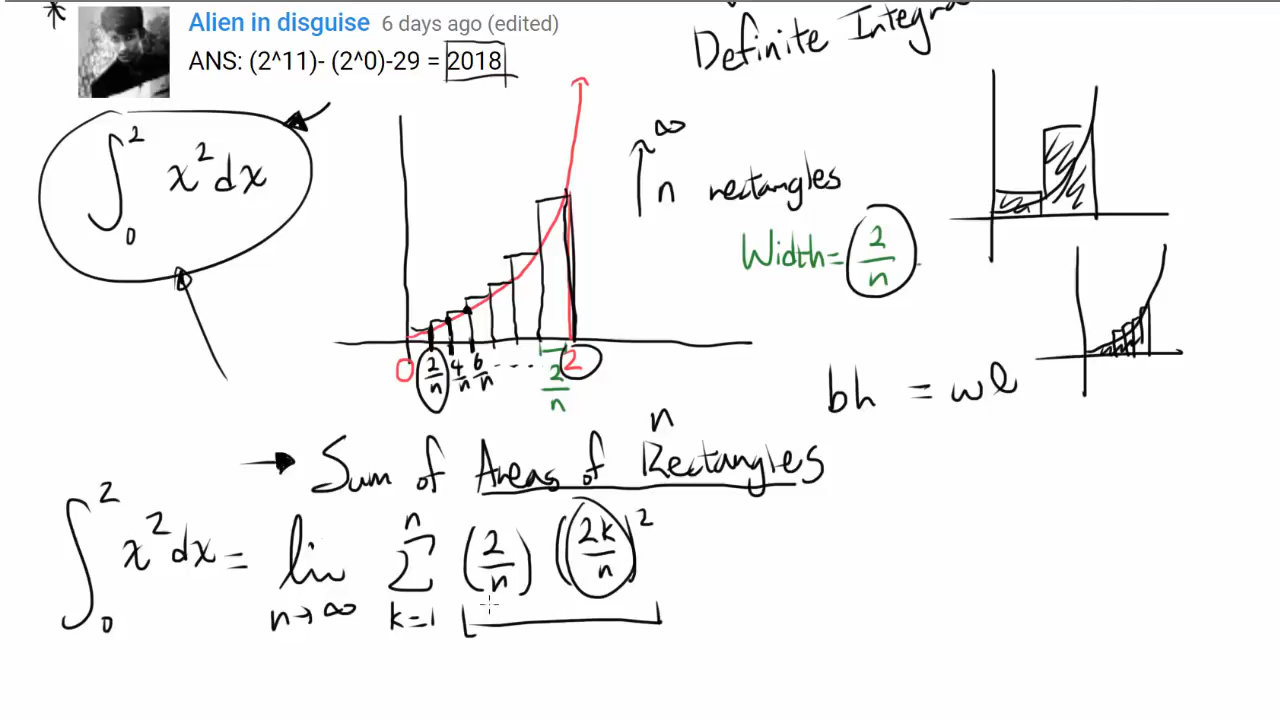 *
Alien in disguise 6 days ago (edited)
ANS: (2^11)- (2^0)-29 = 2018
Definite Integra
∫₀² x² dx
∞
n rectangles
Width = 2/n
0 2/n 4/n 6/n ...... 2
2/n
bh = wl
n
→ Sum of Areas of Rectangles
∫₀² x² dx = lim n→∞ ∑ k=1 n (2/n) (2k/n)²